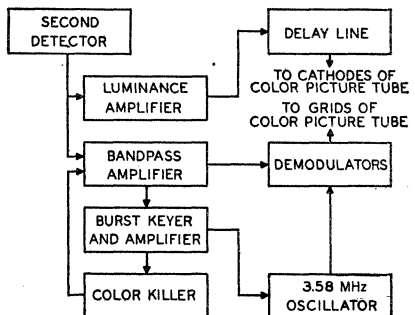 SECOND
DETECTOR
DELAY LINE
LUMINANCE
AMPLIFIER
TO CATHODES OF
COLOR PICTURE TUBE
TO GRIDS OF
COLOR PICTURE TUBE
BANDPASS
AMPLIFIER
DEMODULATORS
BURST KEYER
AND AMPLIFIER
COLOR KILLER
3.58 MHz
OSCILLATOR